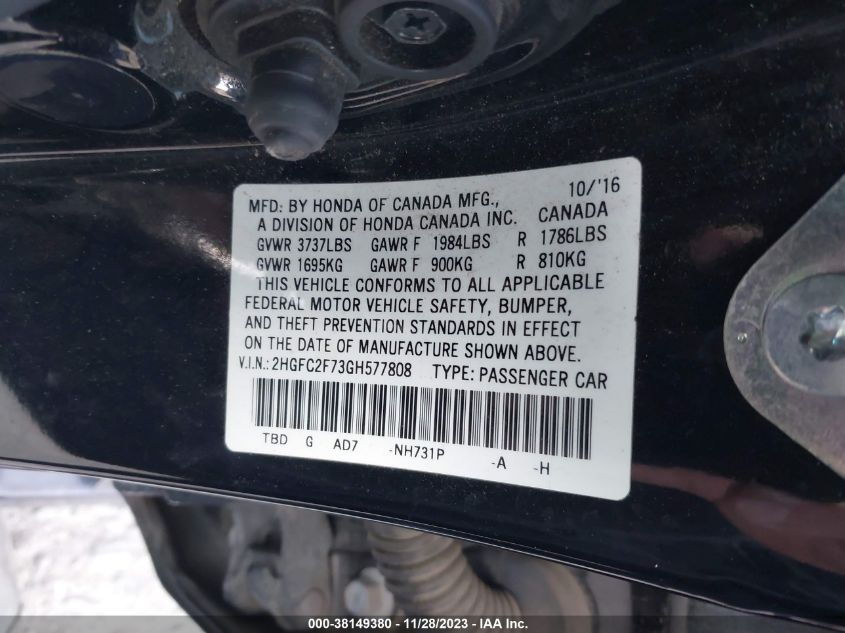 MFD: BY HONDA OF CANADA MFG., 10/'16
A DIVISION OF HONDA CANADA INC. CANADA
GVWR 3737LBS GAWR F 1984LBS R 1786LBS
GVWR 1695KG GAWR F 900KG R 810KG
THIS VEHICLE CONFORMS TO ALL APPLICABLE
FEDERAL MOTOR VEHICLE SAFETY, BUMPER,
AND THEFT PREVENTION STANDARDS IN EFFECT
ON THE DATE OF MANUFACTURE SHOWN ABOVE.
V.I.N.: 2HGFC2F73GH577808 TYPE: PASSENGER CAR
TBD G AD7 -NH731P -A -H
000-38149380 - 11/28/2023 - IAA Inc.